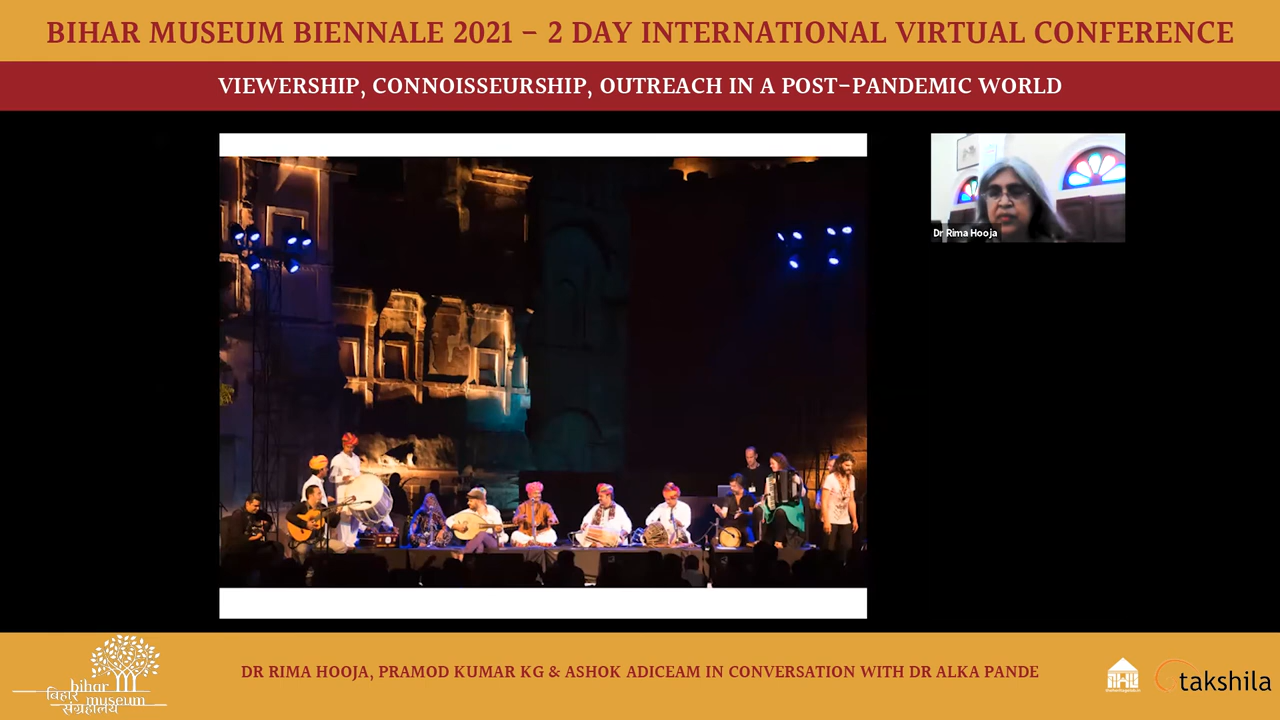 BIHAR MUSEUM BIENNALE 2021 – 2 DAY INTERNATIONAL VIRTUAL CONFERENCE
VIEWERSHIP, CONNOISSEURSHIP, OUTREACH IN A POST-PANDEMIC WORLD
Dr Rima Hooja
DR RIMA HOOJA, PRAMOD KUMAR KG & ASHOK ADICEAM IN CONVERSATION WITH DR ALKA PANDE
bihar
बिहार museum
संग्रहालय
takshila